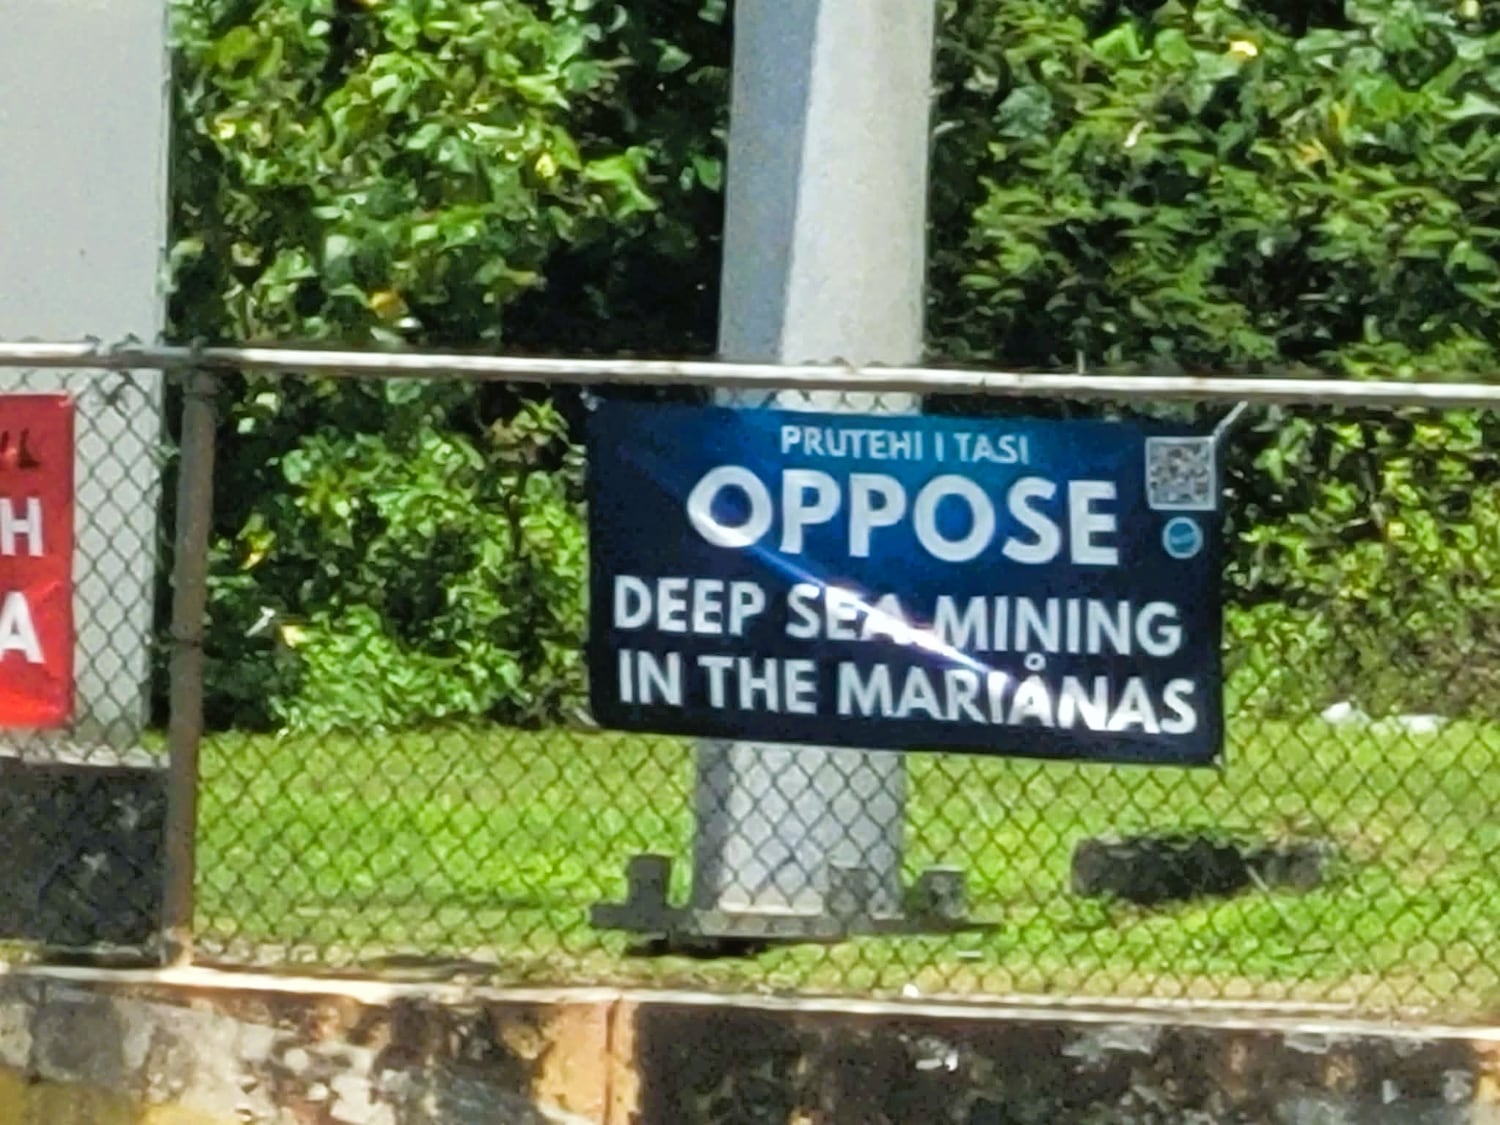 H
A
PRUTEHI I TASI
OPPOSE
DEEP SEA MINING
IN THE MARIÅNAS